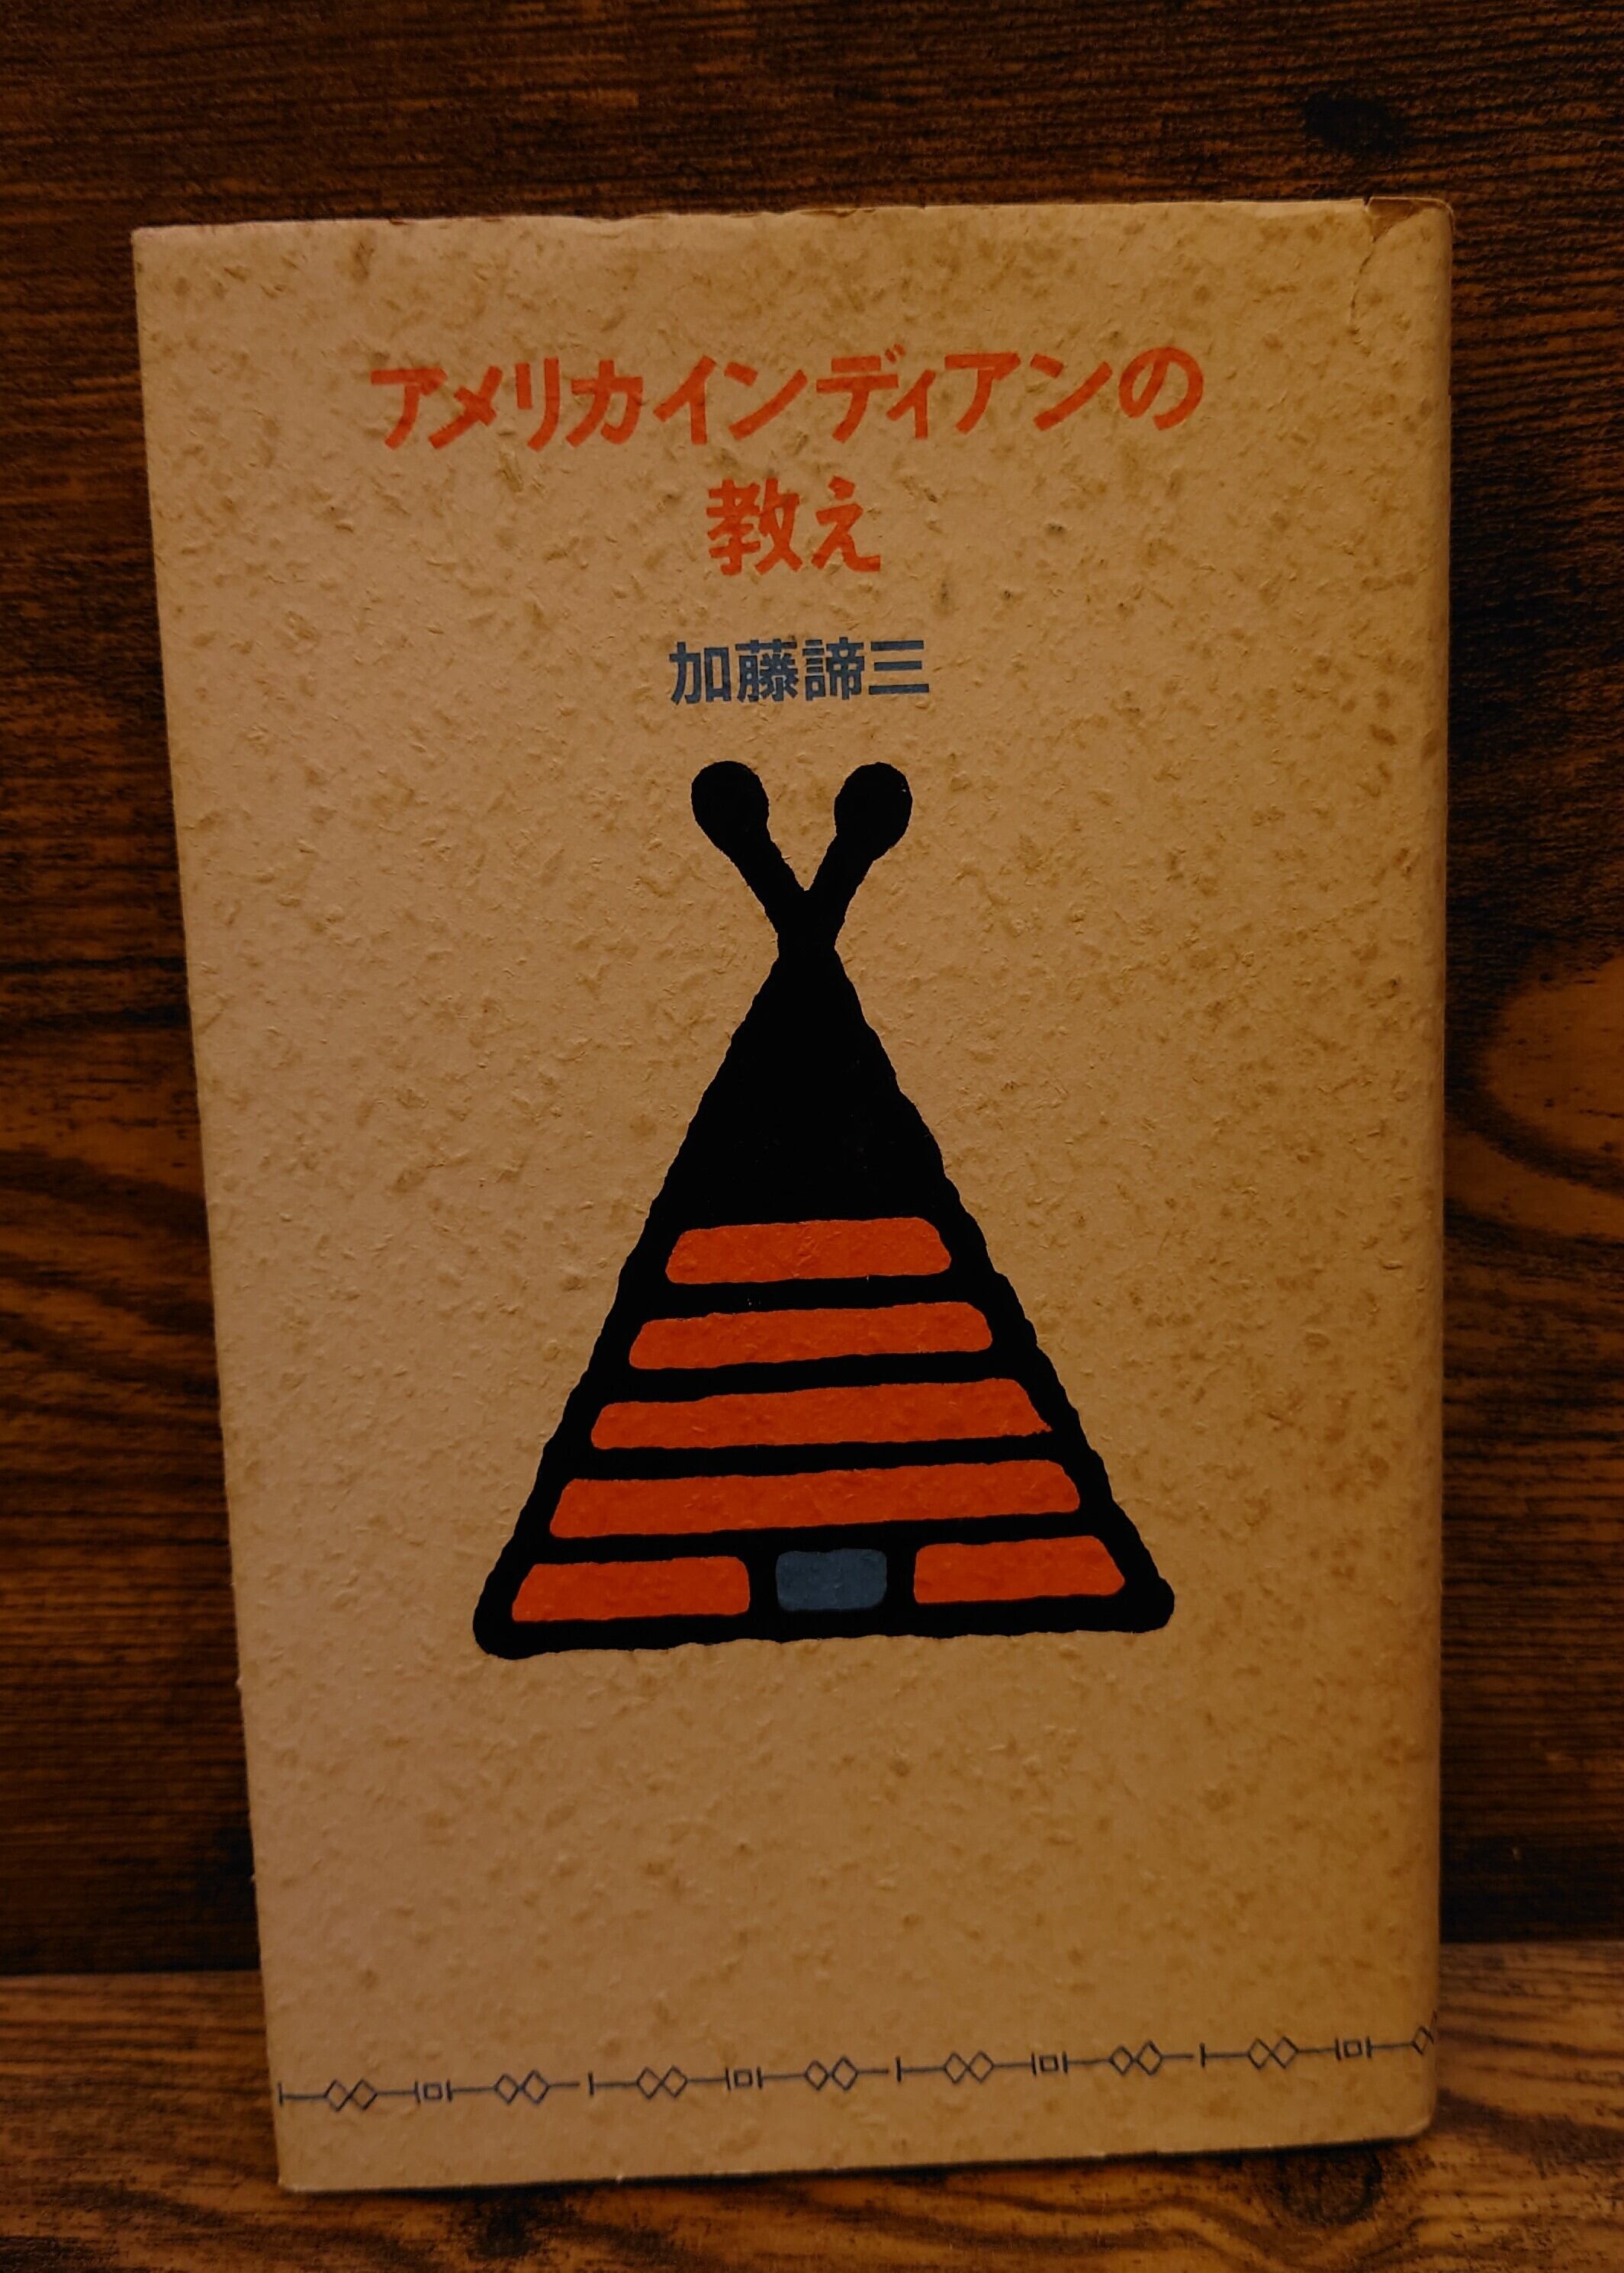 アメリカインディアンの
教え
加藤諦三